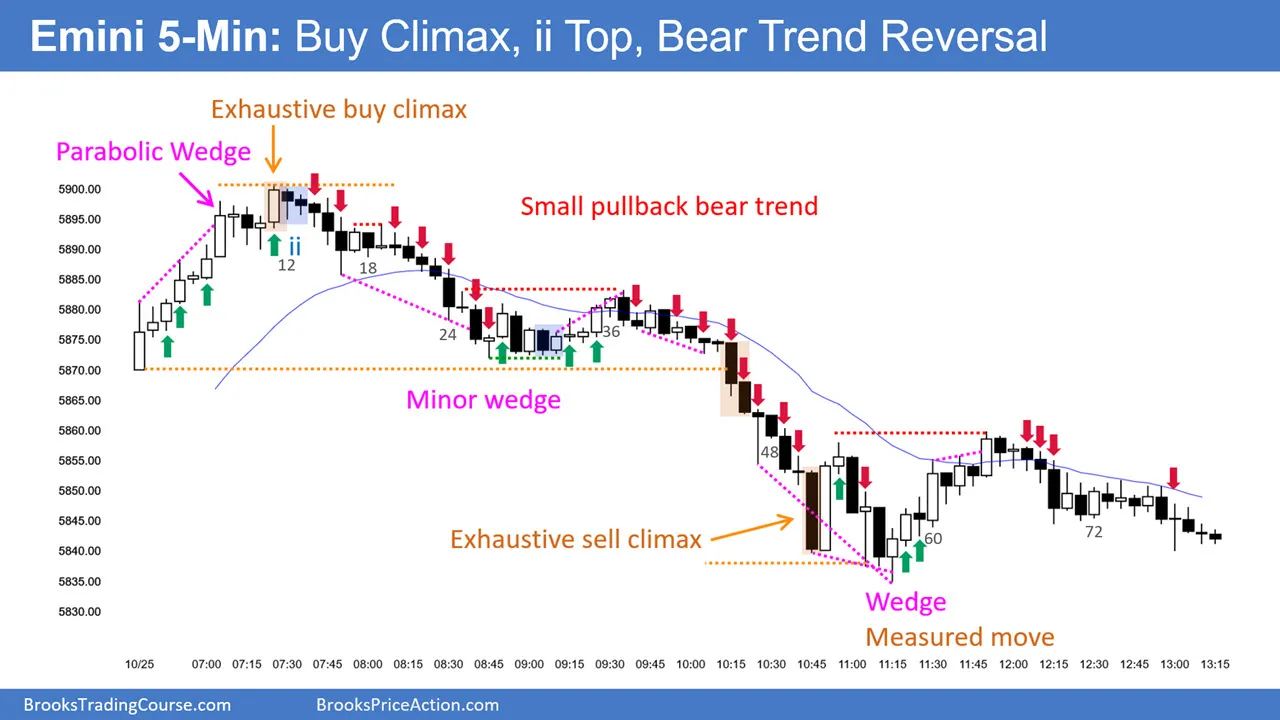 Emini 5-Min: Buy Climax, ii Top, Bear Trend Reversal
Exhaustive buy climax
Parabolic Wedge
Small pullback bear trend
ii
12
18
24
36
48
60
72
Minor wedge
Exhaustive sell climax
Wedge
Measured move
5900.00
5895.00
5890.00
5885.00
5880.00
5875.00
5870.00
5865.00
5860.00
5855.00
5850.00
5845.00
5840.00
5835.00
5830.00
10/25 07:00 07:15 07:30 07:45 08:00 08:15 08:30 08:45 09:00 09:15 09:30 09:45 10:00 10:15 10:30 10:45 11:00 11:15 11:30 11:45 12:00 12:15 12:30 12:45 13:00 13:15
BrooksTradingCourse.com BrooksPriceAction.com